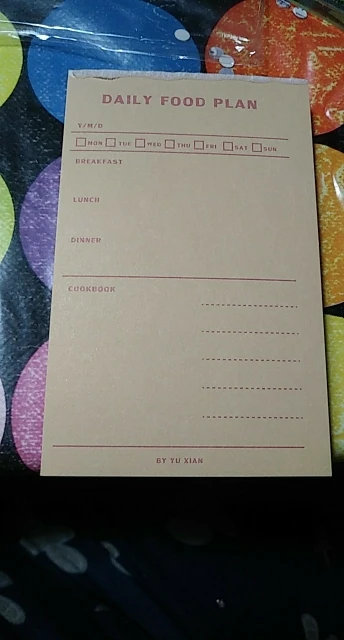 DAILY FOOD PLAN
Y/M/D
MON TUE WED THU FRI SAT SUN
BREAKFAST
LUNCH
DINNER
COOKBOOK
BY YU XIAN